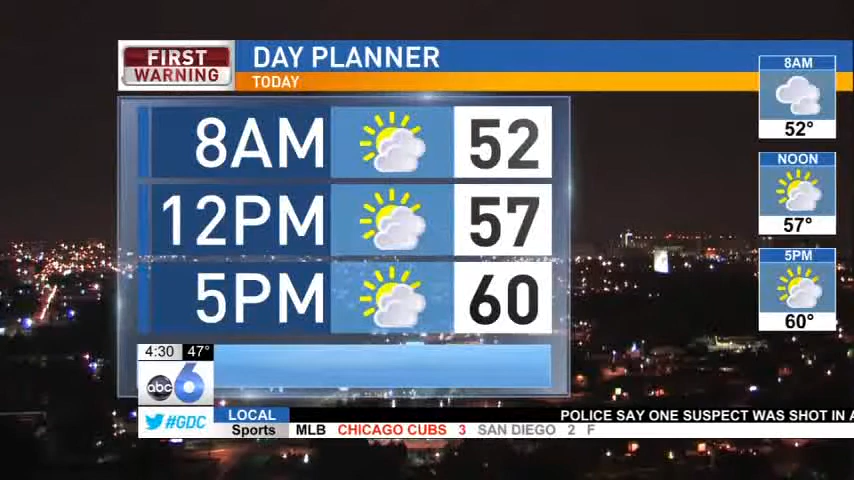 FIRST
WARNING
DAY PLANNER
TODAY
8AM 52
12PM 57
5PM 60
8AM
52°
NOON
57°
5PM
60°
4:30 47°
abc 6
#GDC
LOCAL
POLICE SAY ONE SUSPECT WAS SHOT IN A
Sports MLB CHICAGO CUBS 3 SAN DIEGO 2 F